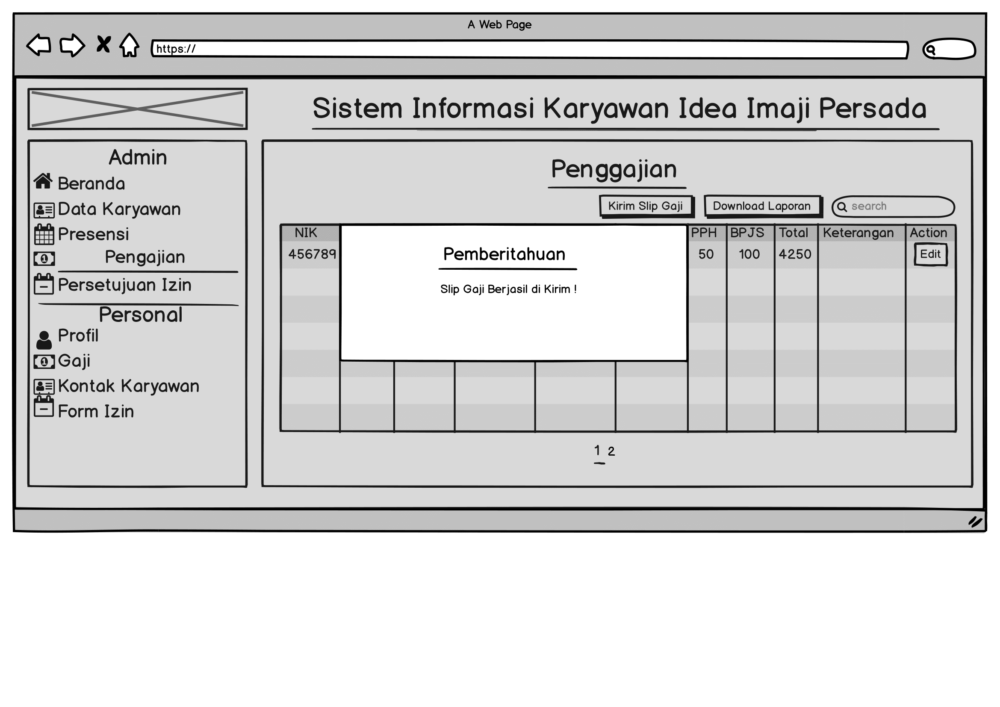 A Web Page
https://
Sistem Informasi Karyawan Idea Imaji Persada
Admin
Beranda
Data Karyawan
Presensi
Pengajian
Persetujuan Izin
Personal
Profil
Gaji
Kontak Karyawan
Form Izin
Penggajian
Kirim Slip Gaji
Download Laporan
search
NIK PPH BPJS Total Keterangan Action
456789 50 100 4250 Edit
Pemberitahuan
Slip Gaji Berjasil di Kirim !
1 2